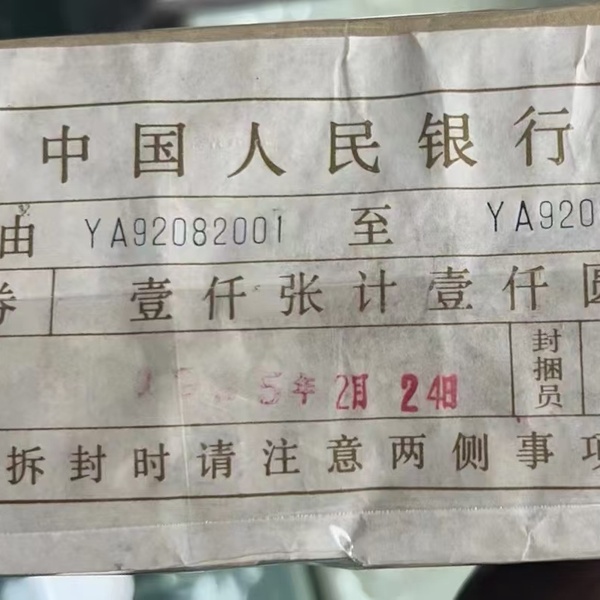 中国人民银行
由 YA92082001 至 YA920
券 壹仟张计壹仟圆
5年2月24日
封捆员
拆封时请注意两侧事项